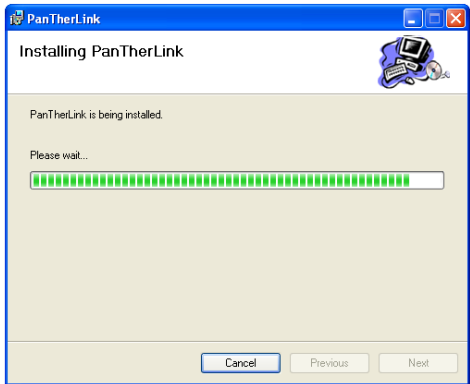 PanTherLink
Installing PanTherLink
PanTherLink is being installed.
Please wait...
Cancel
Previous
Next